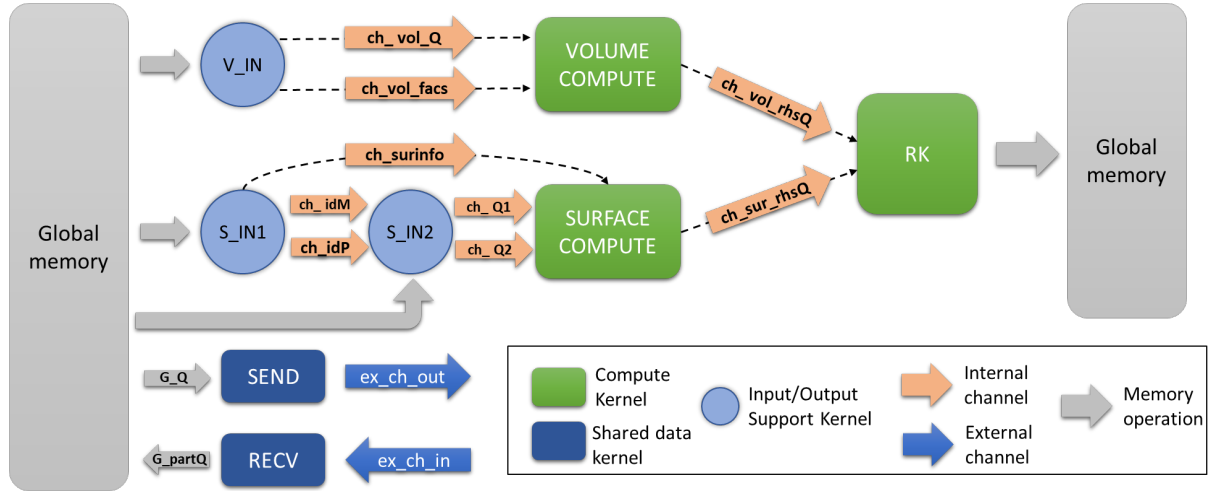 Global
memory
V_IN
ch_ vol_Q
ch_vol_facs
VOLUME
COMPUTE
ch_ vol_rhsQ
RK
Global
memory
ch_surinfo
S_IN1
ch_ idM
ch_idP
S_IN2
ch_ Q1
ch_ Q2
SURFACE
COMPUTE
ch_sur_rhsQ
G_Q
SEND
ex_ch_out
G_partQ
RECV
ex_ch_in
Compute
Kernel
Shared data
kernel
Input/Output
Support Kernel
Internal
channel
External
channel
Memory
operation